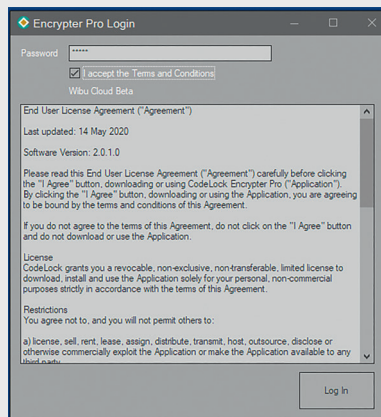 Encrypter Pro Login
Password *****
I accept the Terms and Conditions
Wibu Cloud Beta
End User License Agreement ("Agreement")
Last updated: 14 May 2020
Software Version: 2.0.1.0
Please read this End User License Agreement ("Agreement") carefully before clicking
the "I Agree" button, downloading or using CodeLock Encrypter Pro ("Application").
By clicking the "I Agree" button, downloading or using the Application, you are agreeing
to be bound by the terms and conditions of this Agreement.
If you do not agree to the terms of this Agreement, do not click on the "I Agree" button
and do not download or use the Application.
License
CodeLock grants you a revocable, non-exclusive, non-transferable, limited license to
download, install and use the Application solely for your personal, non-commercial
purposes strictly in accordance with the terms of this Agreement.
Restrictions
You agree not to, and you will not permit others to:
a) license, sell, rent, lease, assign, distribute, transmit, host, outsource, disclose or
otherwise commercially exploit the Application or make the Application available to any
third party.
Log In